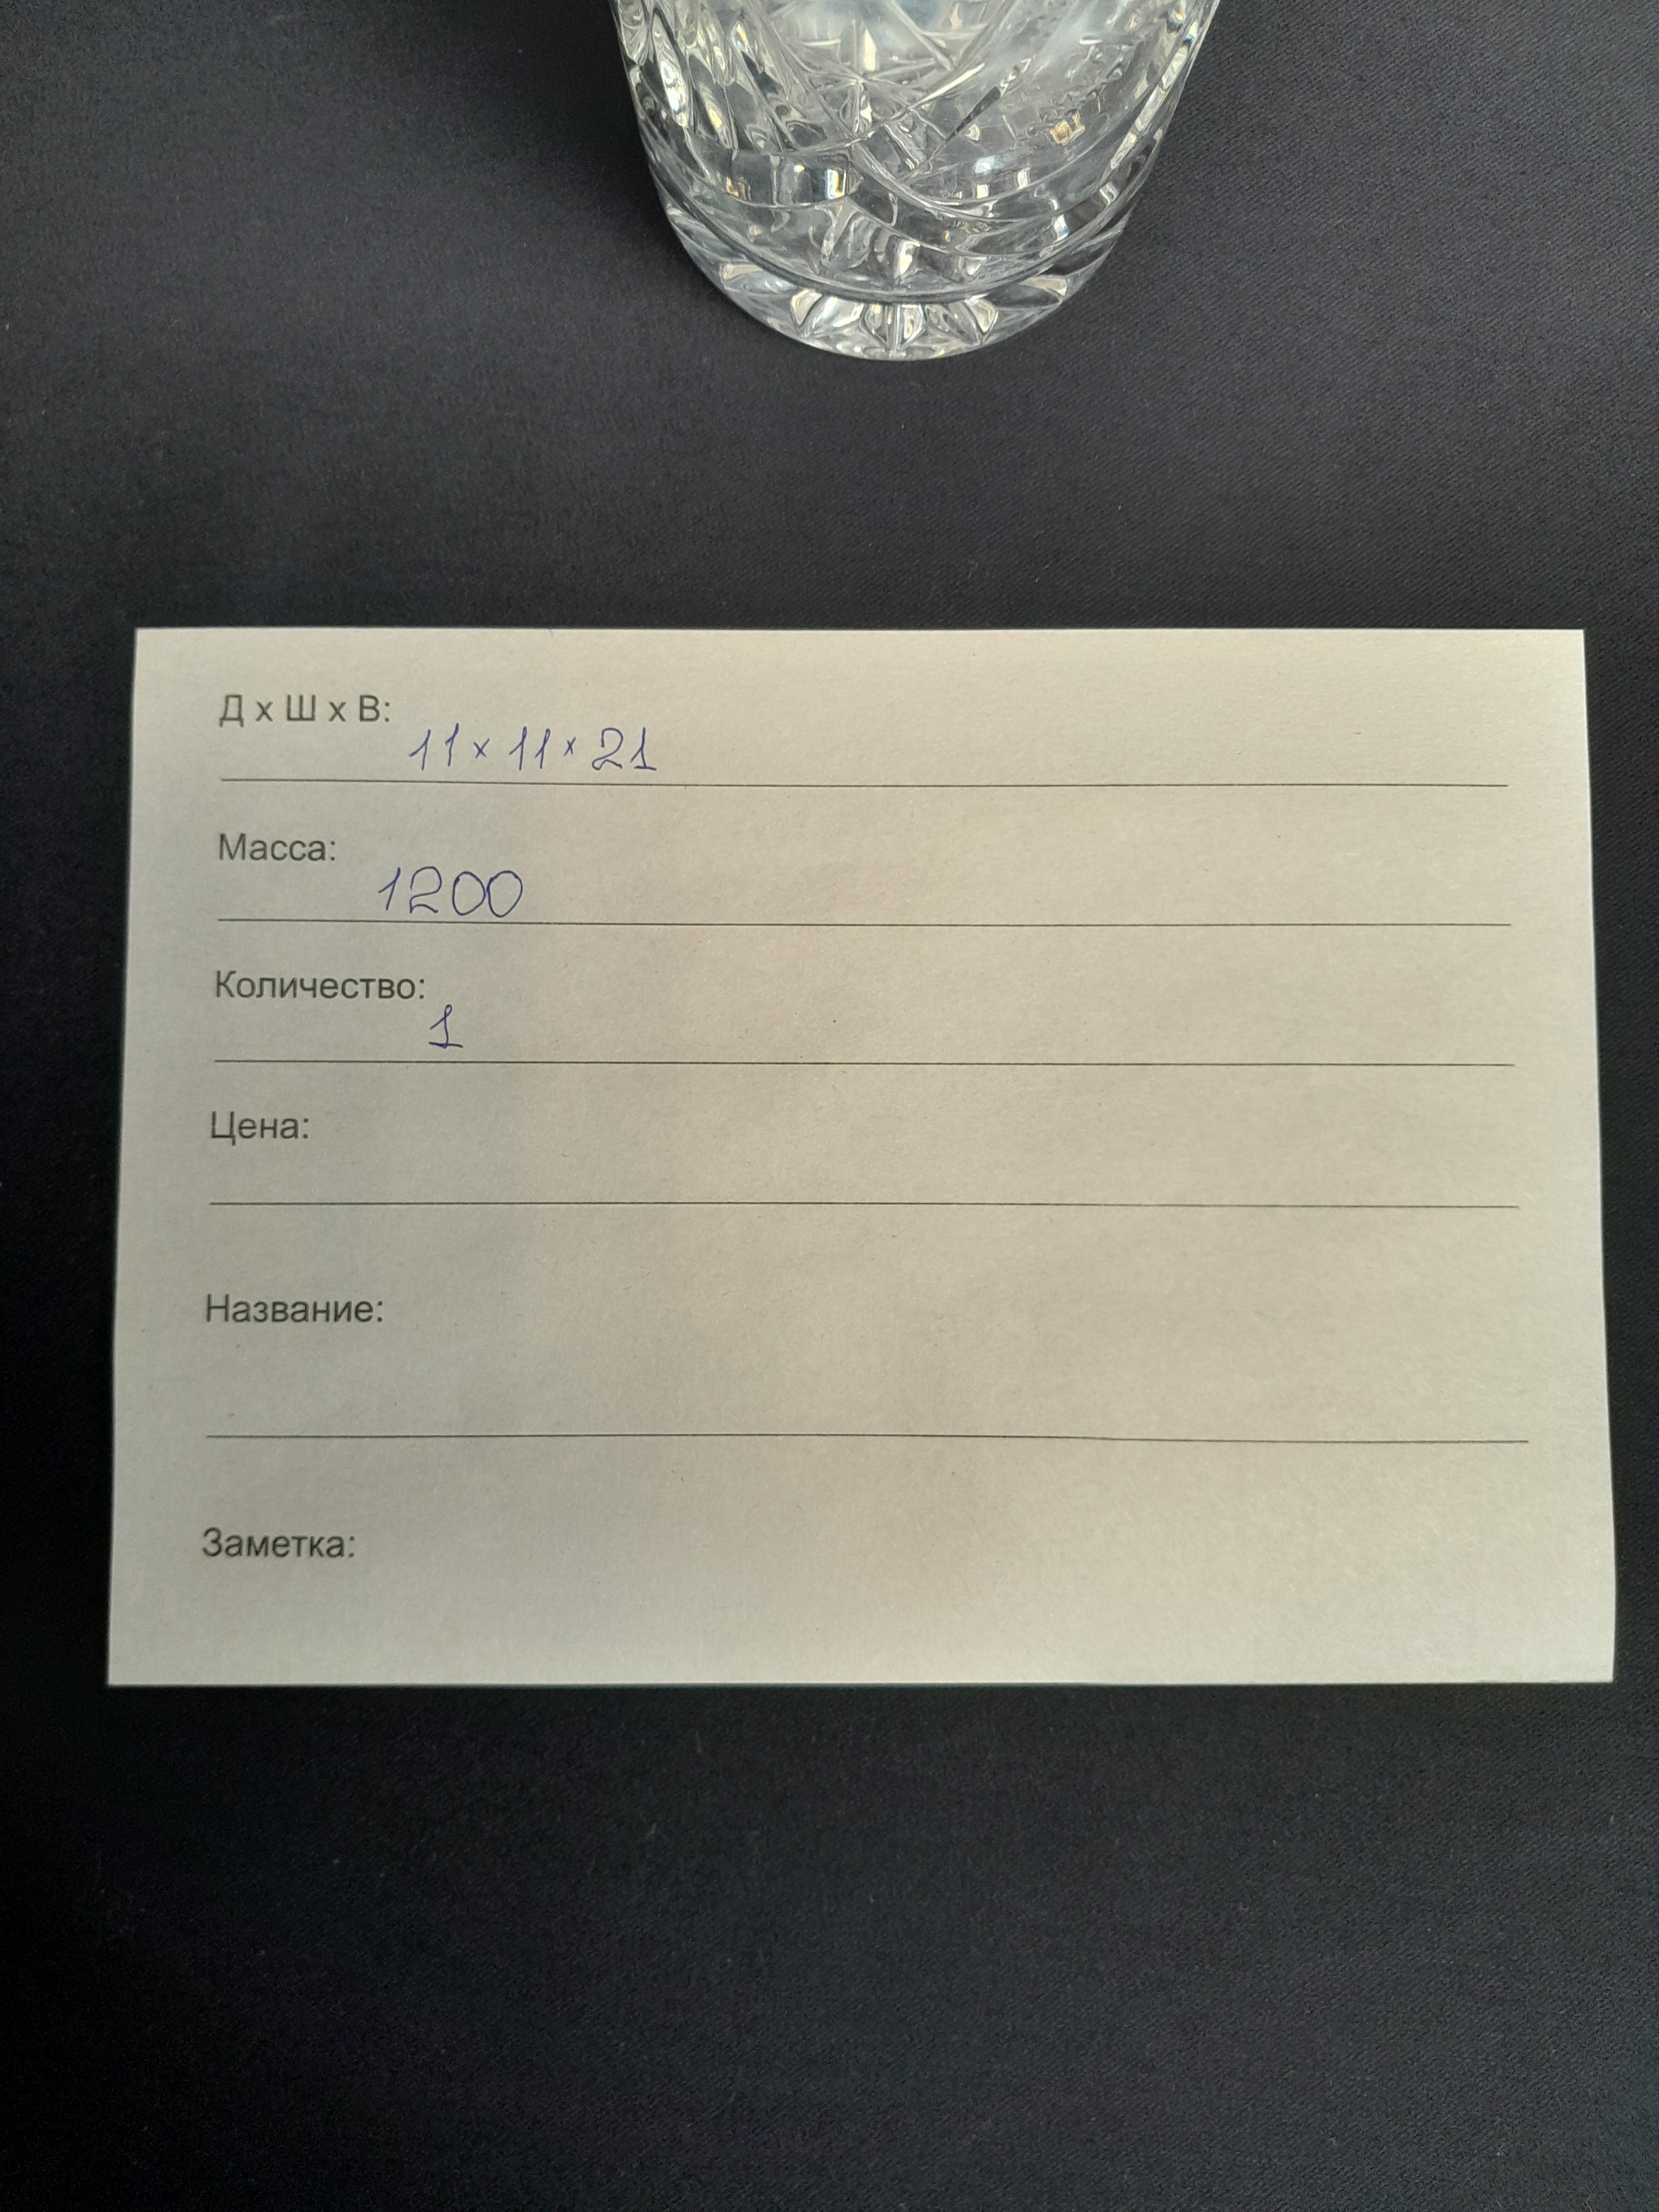 Д х Ш х В:
11 х 11 х 21
Масса:
1200
Количество:
1
Цена:
Название:
Заметка: